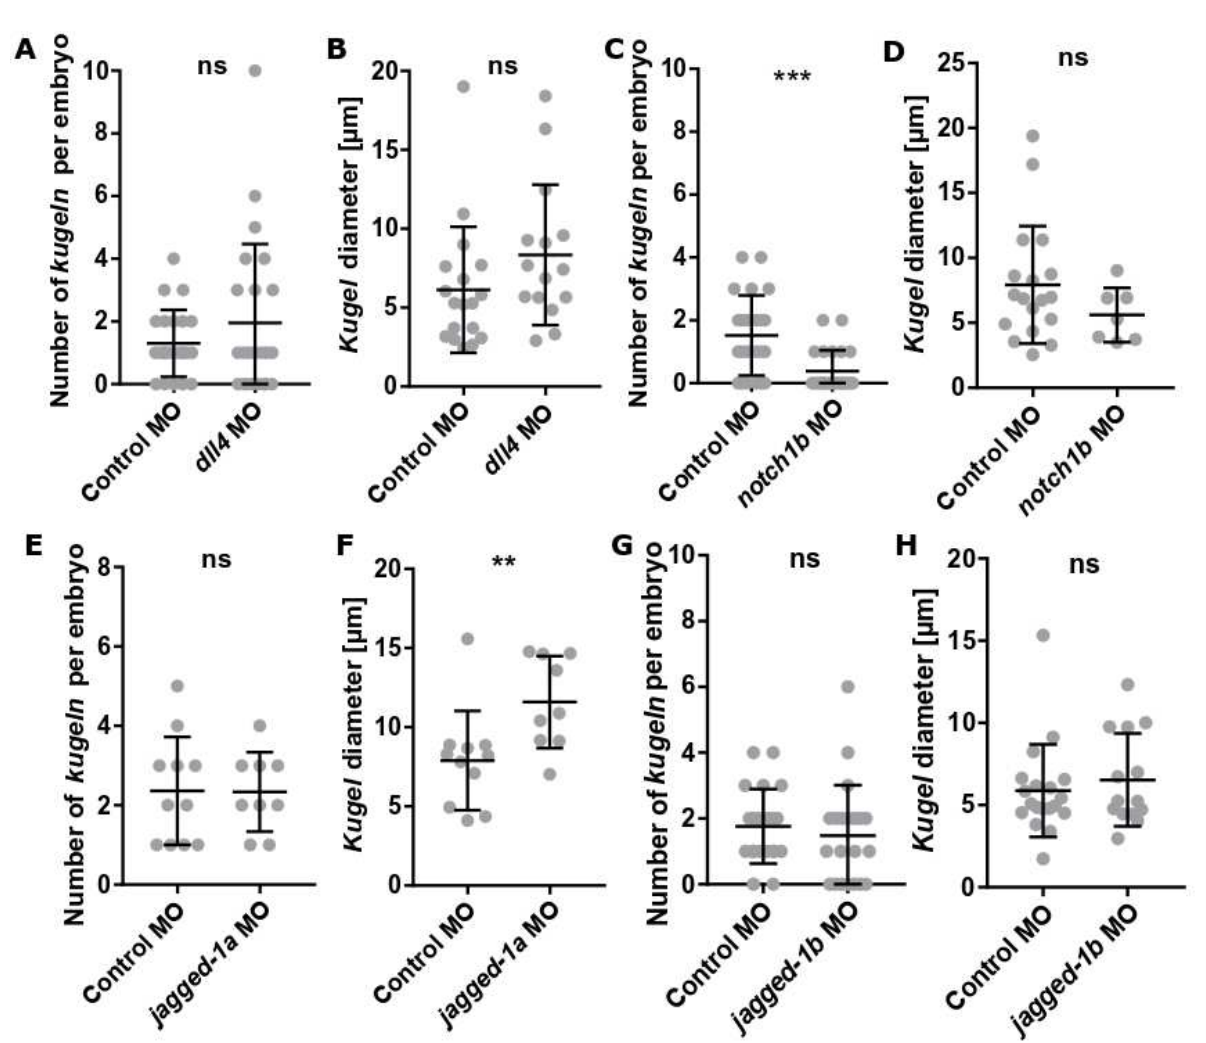 A
Number of kugeln per embryo
ns
10
8
6
4
2
0
Control MO
dll4 MO
B
Kugel diameter [µm]
ns
20
15
10
5
0
Control MO
dll4 MO
C
Number of kugeln per embryo
***
10
8
6
4
2
0
Control MO
notch1b MO
D
Kugel diameter [µm]
ns
25
20
15
10
5
0
Control MO
notch1b MO
E
Number of kugeln per embryo
ns
8
6
4
2
0
Control MO
jagged-1a MO
F
Kugel diameter [µm]
**
20
15
10
5
0
Control MO
jagged-1a MO
G
Number of kugeln per embryo
ns
10
8
6
4
2
0
Control MO
jagged-1b MO
H
Kugel diameter [µm]
ns
20
15
10
5
0
Control MO
jagged-1b MO